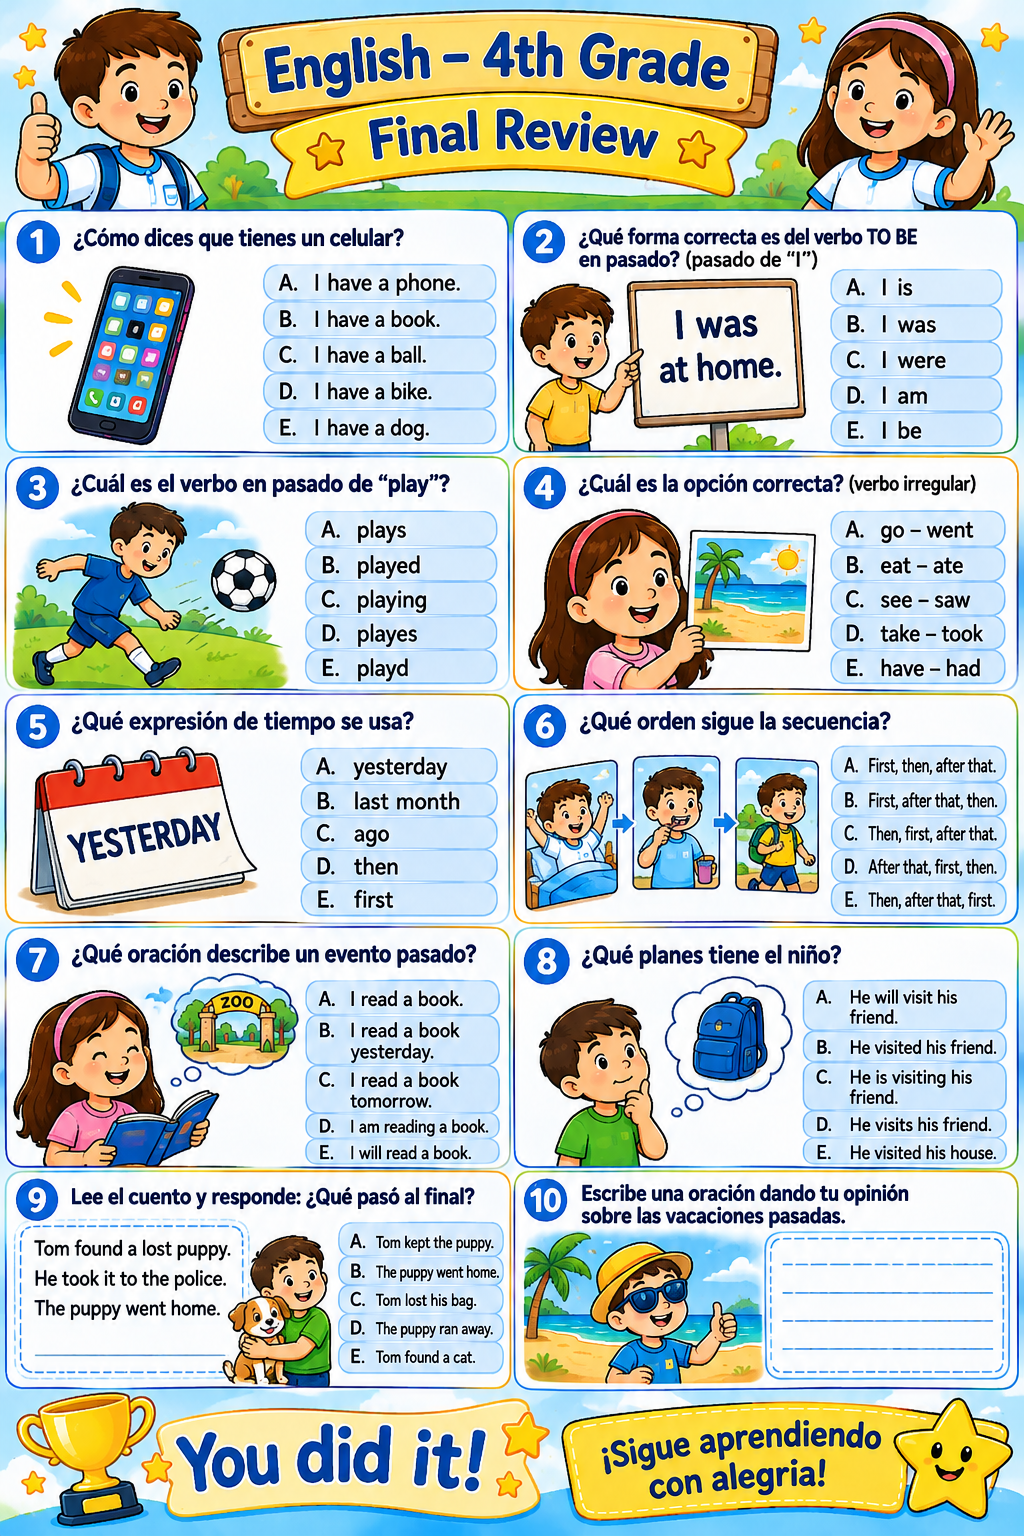 English – 4th Grade
Final Review
1
¿Cómo dices que tienes un celular?
A. I have a phone.
B. I have a book.
C. I have a ball.
D. I have a bike.
E. I have a dog.
2
¿Qué forma correcta es del verbo TO BE
en pasado? (pasado de “I”)
I was
at home.
A. I is
B. I was
C. I were
D. I am
E. I be
3
¿Cuál es el verbo en pasado de “play”?
A. plays
B. played
C. playing
D. playes
E. playd
4
¿Cuál es la opción correcta? (verbo irregular)
A. go – went
B. eat – ate
C. see – saw
D. take – took
E. have – had
5
¿Qué expresión de tiempo se usa?
YESTERDAY
A. yesterday
B. last month
C. ago
D. then
E. first
6
¿Qué orden sigue la secuencia?
A. First, then, after that.
B. First, after that, then.
C. Then, first, after that.
D. After that, first, then.
E. Then, after that, first.
7
¿Qué oración describe un evento pasado?
ZOO
A. I read a book.
B. I read a book
yesterday.
C. I read a book
tomorrow.
D. I am reading a book.
E. I will read a book.
8
¿Qué planes tiene el niño?
A. He will visit his
friend.
B. He visited his friend.
C. He is visiting his
friend.
D. He visits his friend.
E. He visited his house.
9
Lee el cuento y responde: ¿Qué pasó al final?
Tom found a lost puppy.
He took it to the police.
The puppy went home.
A. Tom kept the puppy.
B. The puppy went home.
C. Tom lost his bag.
D. The puppy ran away.
E. Tom found a cat.
10
Escribe una oración dando tu opinión
sobre las vacaciones pasadas.
You did it!
¡Sigue aprendiendo
con alegria!